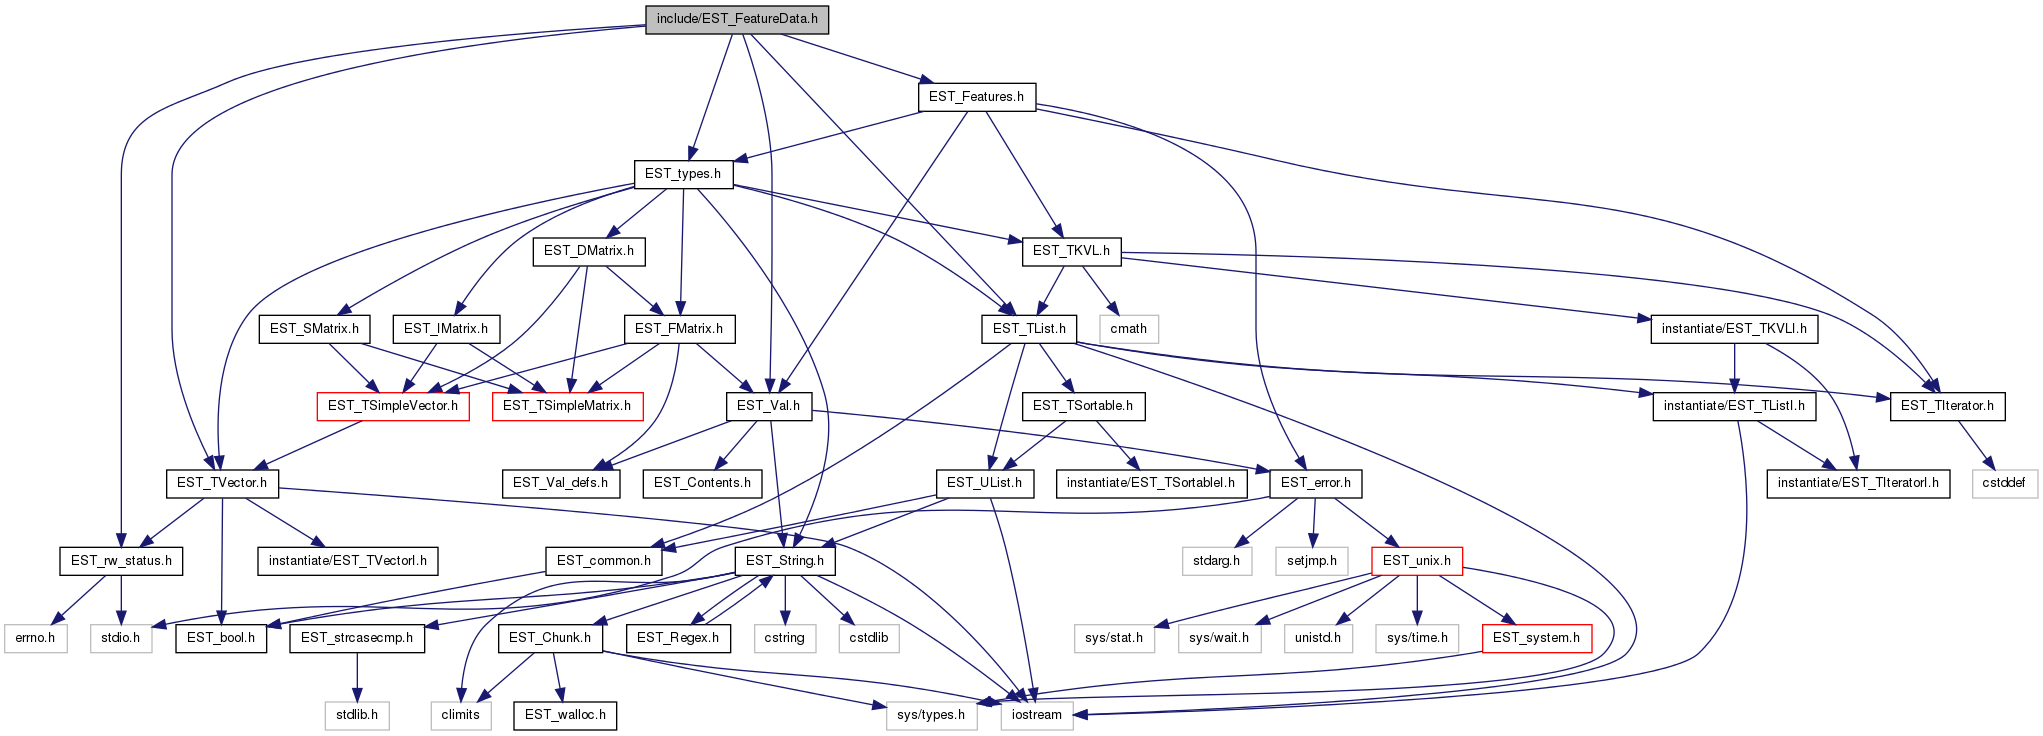 include/EST_FeatureData.h
EST_Features.h
EST_types.h
EST_DMatrix.h
EST_TKVL.h
EST_SMatrix.h
EST_IMatrix.h
EST_FMatrix.h
EST_TList.h
cmath
instantiate/EST_TKVLI.h
EST_TSimpleVector.h
EST_TSimpleMatrix.h
EST_Val.h
EST_TSortable.h
instantiate/EST_TListI.h
EST_TIterator.h
EST_TVector.h
EST_Val_defs.h
EST_Contents.h
EST_UList.h
instantiate/EST_TSortableI.h
EST_error.h
instantiate/EST_TIteratorI.h
cstddef
EST_rw_status.h
instantiate/EST_TVectorI.h
EST_common.h
EST_String.h
stdarg.h
setjmp.h
EST_unix.h
errno.h
stdio.h
EST_bool.h
EST_strcasecmp.h
EST_Chunk.h
EST_Regex.h
cstring
cstdlib
sys/stat.h
sys/wait.h
unistd.h
sys/time.h
EST_system.h
stdlib.h
climits
EST_walloc.h
sys/types.h
iostream